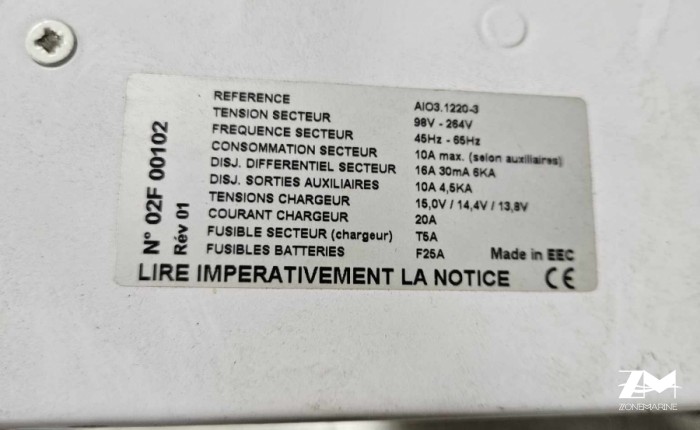 N° 02F 00102
Rév 01
REFERENCE AIO3.1220-3
TENSION SECTEUR 98V - 264V
FREQUENCE SECTEUR 45Hz - 65Hz
CONSOMMATION SECTEUR 10A max. (selon auxiliaires)
DISJ. DIFFERENTIEL SECTEUR 16A 30mA 6KA
DISJ. SORTIES AUXILIAIRES 10A 4,5KA
TENSIONS CHARGEUR 15,0V / 14,4V / 13,8V
COURANT CHARGEUR 20A
FUSIBLE SECTEUR (chargeur) T5A
FUSIBLES BATTERIES F25A Made in EEC
LIRE IMPERATIVEMENT LA NOTICE CE
ZM
ZIONEMARINE